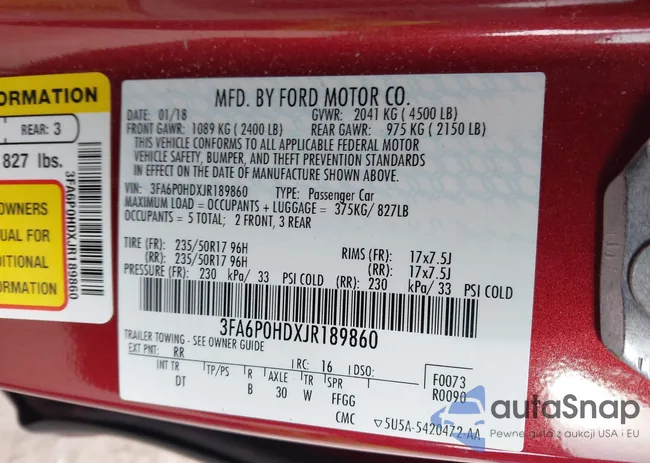 ORMATION
REAR: 3
827 lbs.
OWNERS
UAL FOR
DITIONAL
ORMATION
3FA6P0HDXJR189860
MFD. BY FORD MOTOR CO.
DATE: 01/18 GVWR: 2041 KG ( 4500 LB)
FRONT GAWR: 1089 KG ( 2400 LB) REAR GAWR: 975 KG ( 2150 LB)
THIS VEHICLE CONFORMS TO ALL APPLICABLE FEDERAL MOTOR
VEHICLE SAFETY, BUMPER, AND THEFT PREVENTION STANDARDS
IN EFFECT ON THE DATE OF MANUFACTURE SHOWN ABOVE.
VIN: 3FA6P0HDXJR189860 TYPE: Passenger Car
MAXIMUM LOAD = OCCUPANTS + LUGGAGE = 375KG/ 827LB
OCCUPANTS = 5 TOTAL; 2 FRONT, 3 REAR
TIRE (FR): 235/50R17 96H RIMS (FR): 17x7.5J
(RR): 235/50R17 96H (RR): 17x7.5J
PRESSURE (FR): 230 kPa/ 33 PSI COLD (RR): 230 kPa/ 33 PSI COLD
3FA6P0HDXJR189860
TRAILER TOWING - SEE OWNER GUIDE
EXT PNT: RR RC: 16 DSO: F0073
INT TR TP/PS R AXLE TR SPR R0090
DT B 30 W FFGG
CMC 5U5A-5420472-AA
autoSnap
Pewne auto z aukcji USA i EU